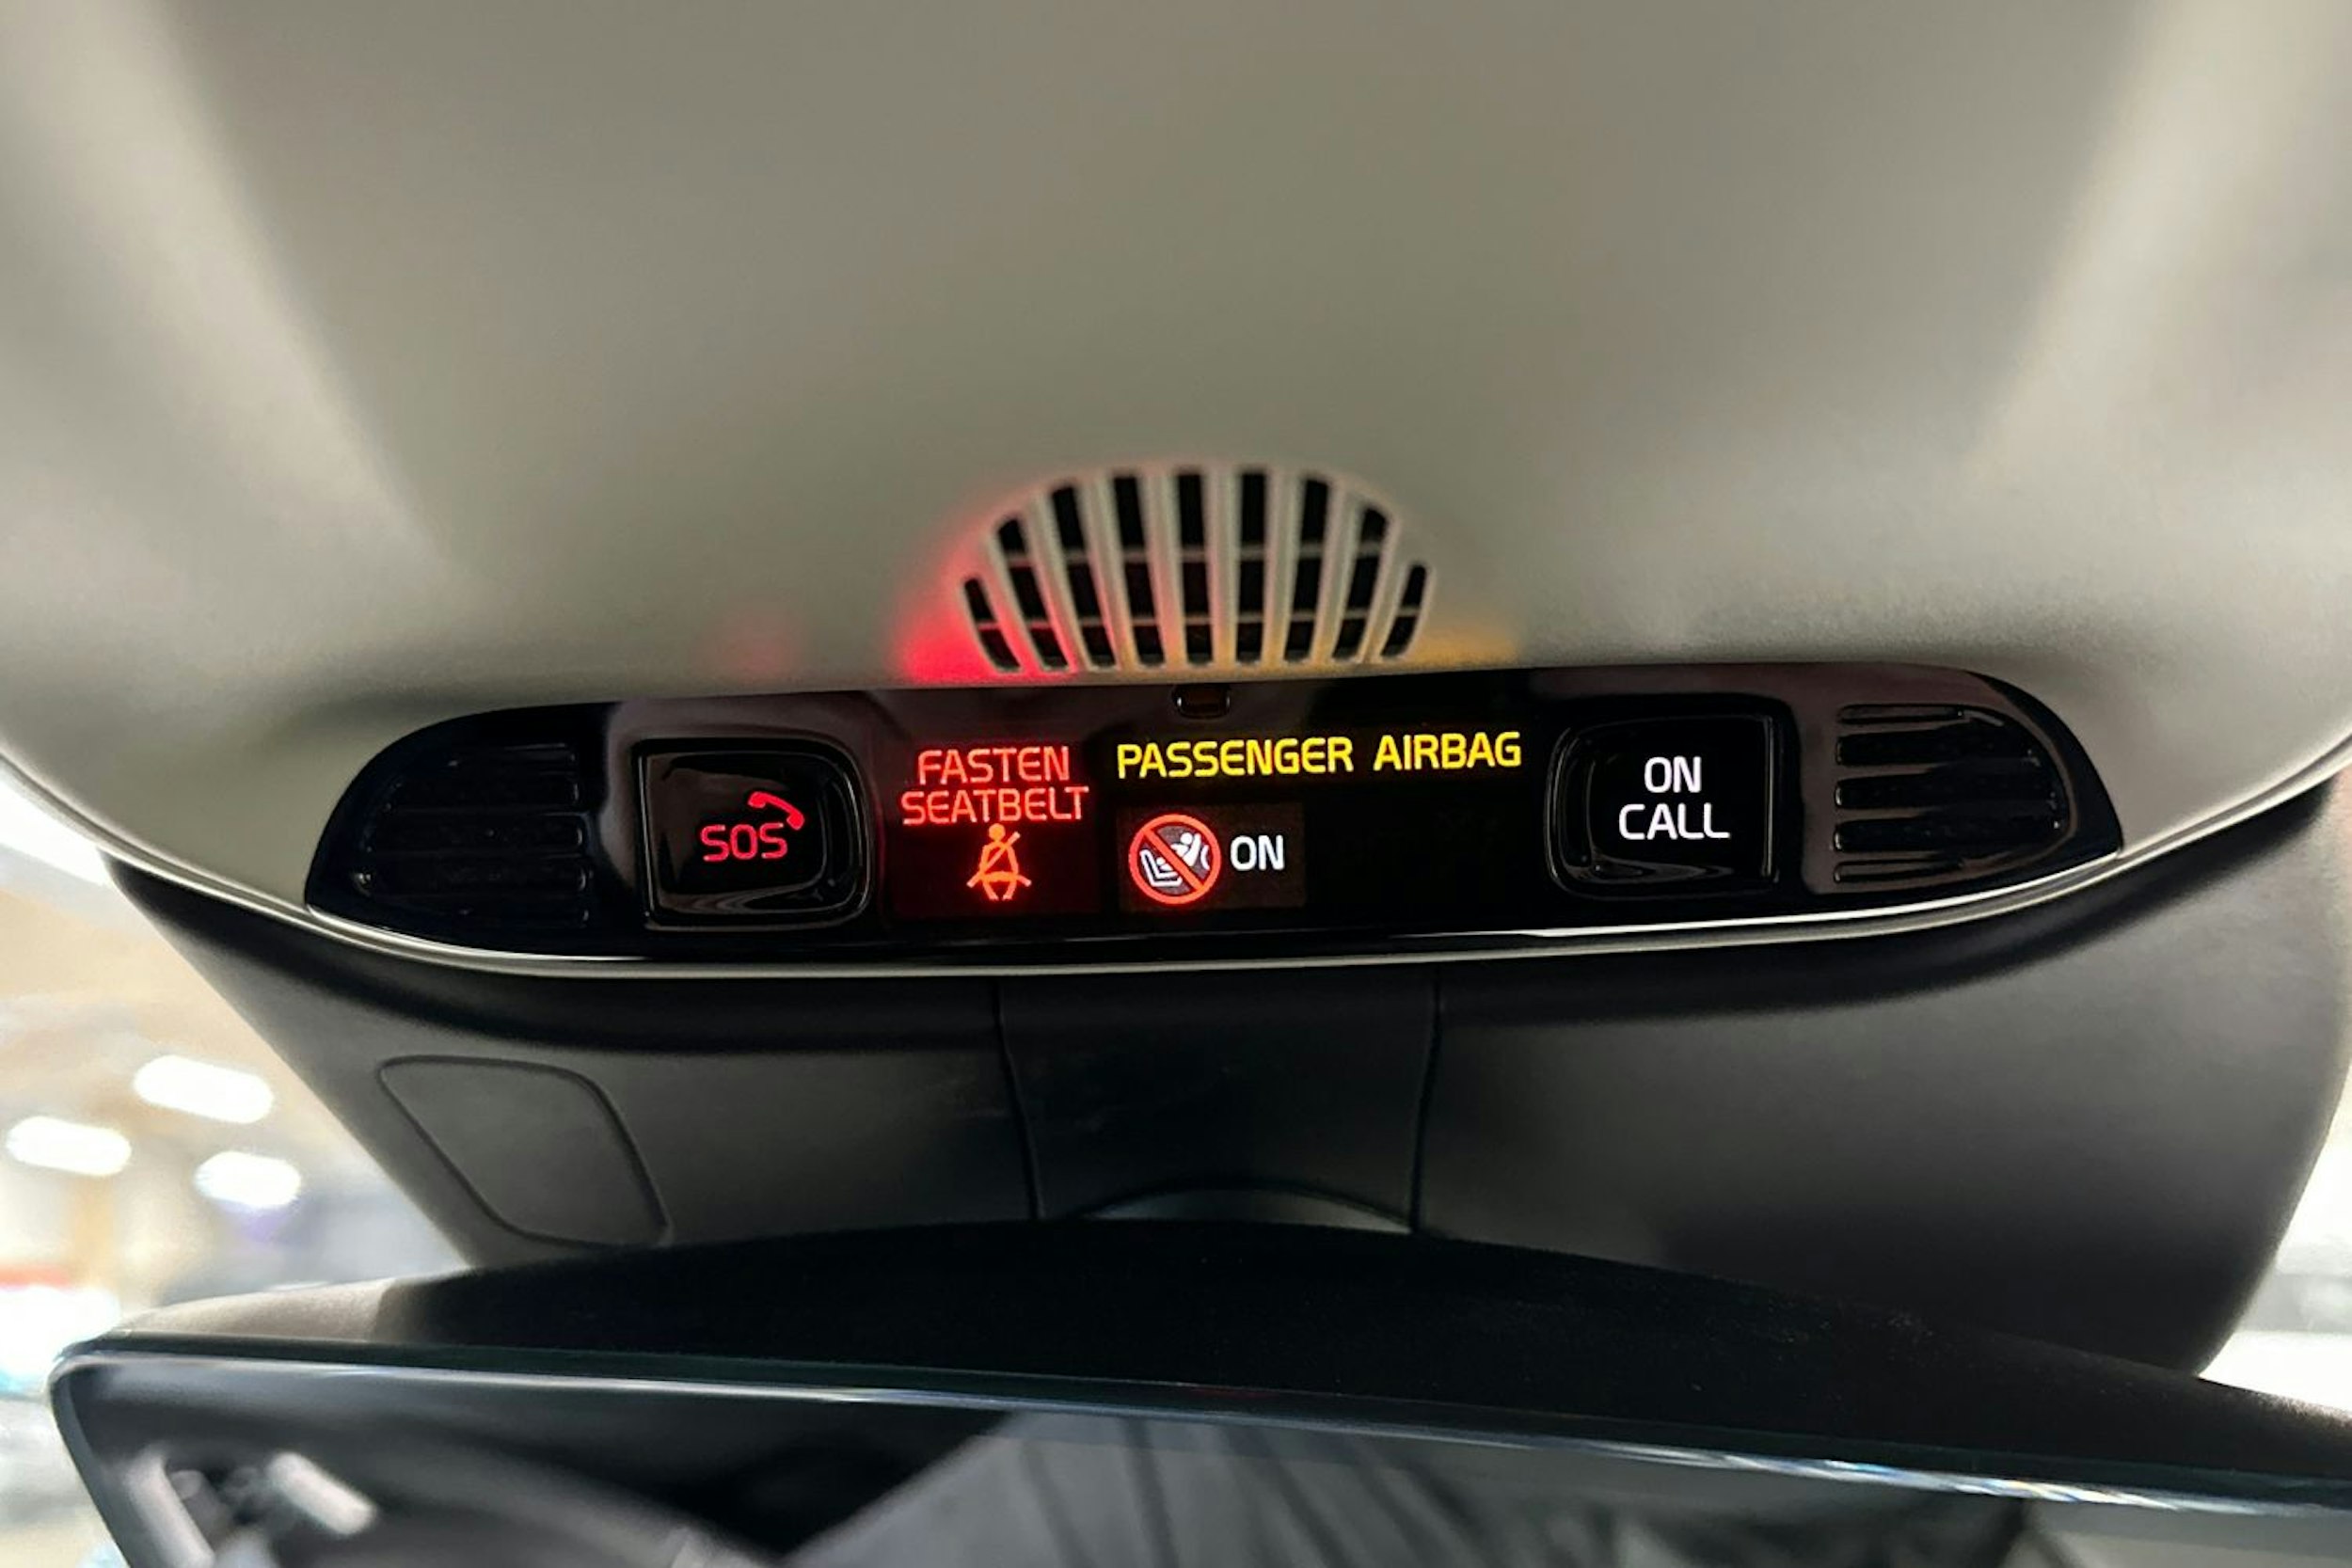 SOS
FASTEN
SEATBELT
PASSENGER AIRBAG
ON
ON
CALL